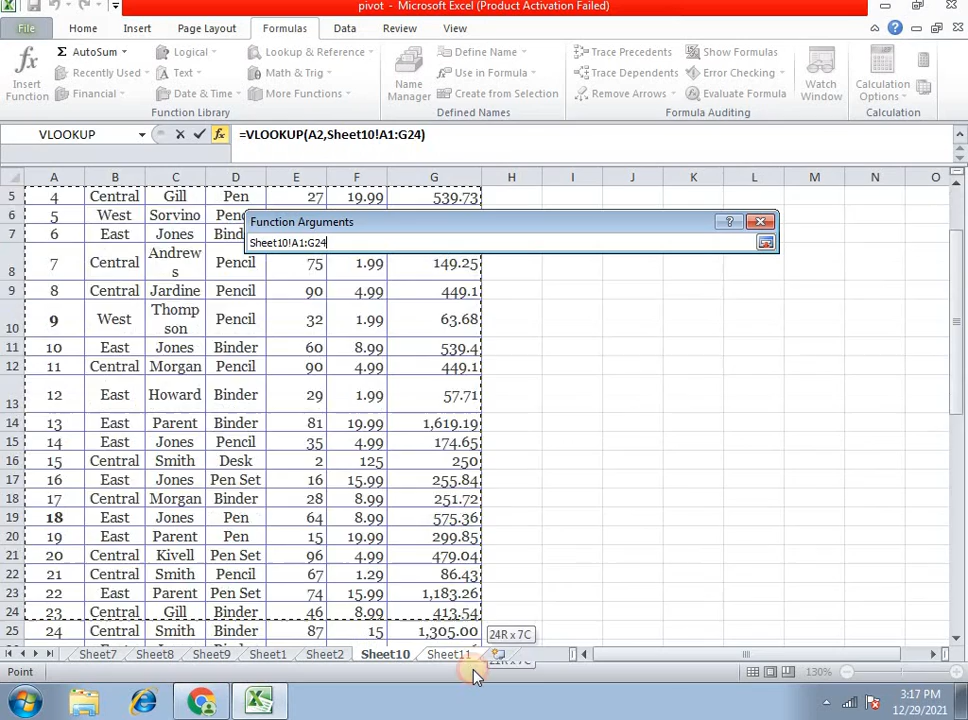 pivot - Microsoft Excel (Product Activation Failed)
File Home Insert Page Layout Formulas Data Review View
Insert Function
Σ AutoSum
Recently Used
Financial
Logical
Text
Date & Time
Lookup & Reference
Math & Trig
More Functions
Function Library
Name Manager
Define Name
Use in Formula
Create from Selection
Defined Names
Trace Precedents
Trace Dependents
Remove Arrows
Show Formulas
Error Checking
Evaluate Formula
Formula Auditing
Watch Window
Calculation Options
Calculation
VLOOKUP fx =VLOOKUP(A2,Sheet10!A1:G24)
A B C D E F G H I J K L M N O
5 4 Central Gill Pen 27 19.99 539.73
6 5 West Sorvino
7 6 East Jones
Function Arguments
Sheet10!A1:G24
8 7 Central Andrews Pencil 75 1.99 149.25
9 8 Central Jardine Pencil 90 4.99 449.1
10 9 West Thompson Pencil 32 1.99 63.68
11 10 East Jones Binder 60 8.99 539.4
12 11 Central Morgan Pencil 90 4.99 449.1
13 12 East Howard Binder 29 1.99 57.71
14 13 East Parent Binder 81 19.99 1,619.19
15 14 East Jones Pencil 35 4.99 174.65
16 15 Central Smith Desk 2 125 250
17 16 East Jones Pen Set 16 15.99 255.84
18 17 Central Morgan Binder 28 8.99 251.72
19 18 East Jones Pen 64 8.99 575.36
20 19 East Parent Pen 15 19.99 299.85
21 20 Central Kivell Pen Set 96 4.99 479.04
22 21 Central Smith Pencil 67 1.29 86.43
23 22 East Parent Pen Set 74 15.99 1,183.26
24 23 Central Gill Binder 46 8.99 413.54
25 24 Central Smith Binder 87 15 1,305.00
24R x 7C
Sheet7 Sheet8 Sheet9 Sheet1 Sheet2 Sheet10 Sheet11
Point 130%
3:17 PM
12/29/2021